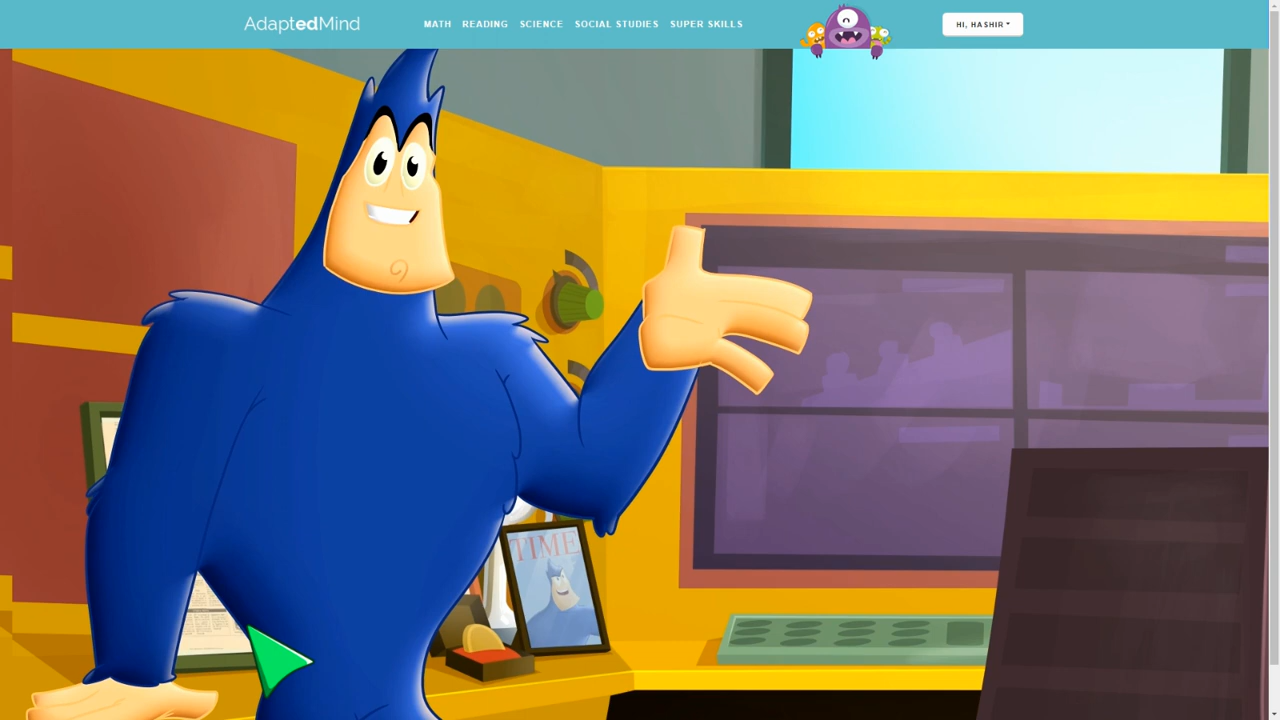 AdaptedMind
MATH READING SCIENCE SOCIAL STUDIES SUPER SKILLS
HI, HASHIR
TIME